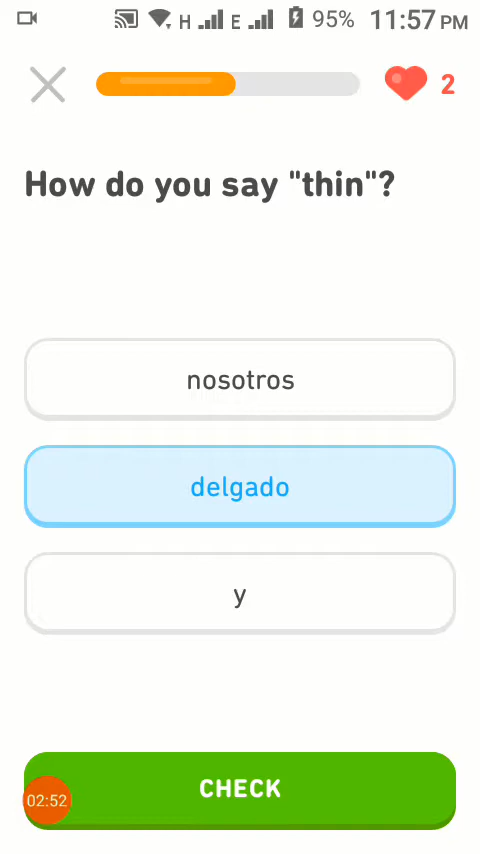 H E 95% 11:57 PM
2
How do you say "thin"?
nosotros
delgado
y
CHECK
02:52